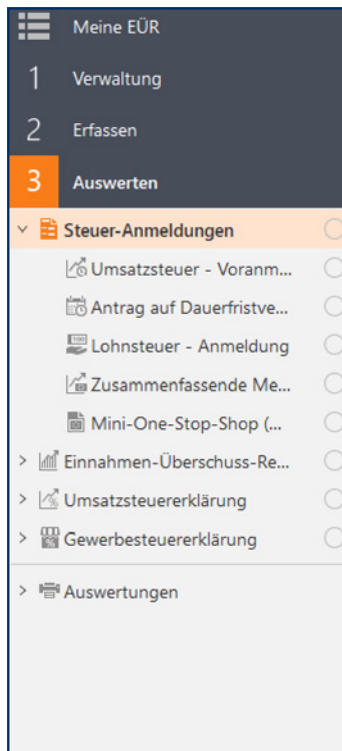 Meine EÜR
1 Verwaltung
2 Erfassen
3 Auswerten
Steuer-Anmeldungen
Umsatzsteuer - Voranm...
Antrag auf Dauerfristve...
Lohnsteuer - Anmeldung
Zusammenfassende Me...
Mini-One-Stop-Shop (...
Einnahmen-Überschuss-Re...
Umsatzsteuererklärung
Gewerbesteuererklärung
Auswertungen